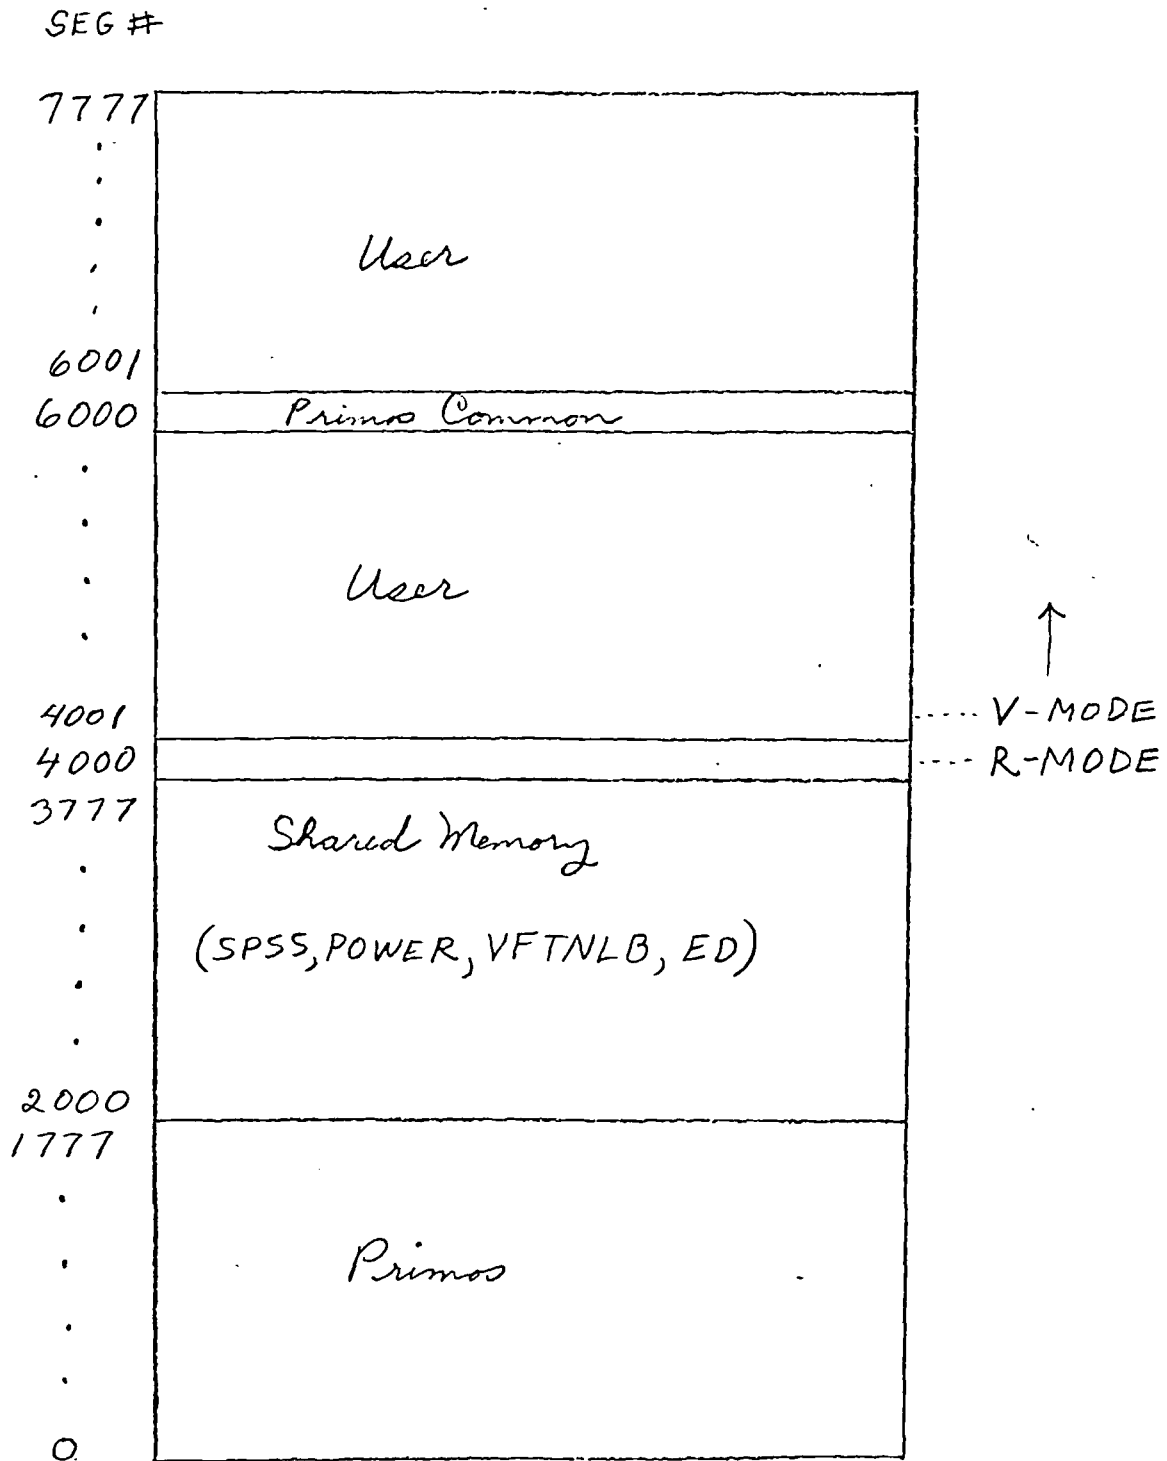 SEG #
7777
User
6001
6000 Primos Common
User
4001 V-MODE
4000 R-MODE
3777
Shared Memory
(SPSS, POWER, VFTNLB, ED)
2000
1777
Primos
0